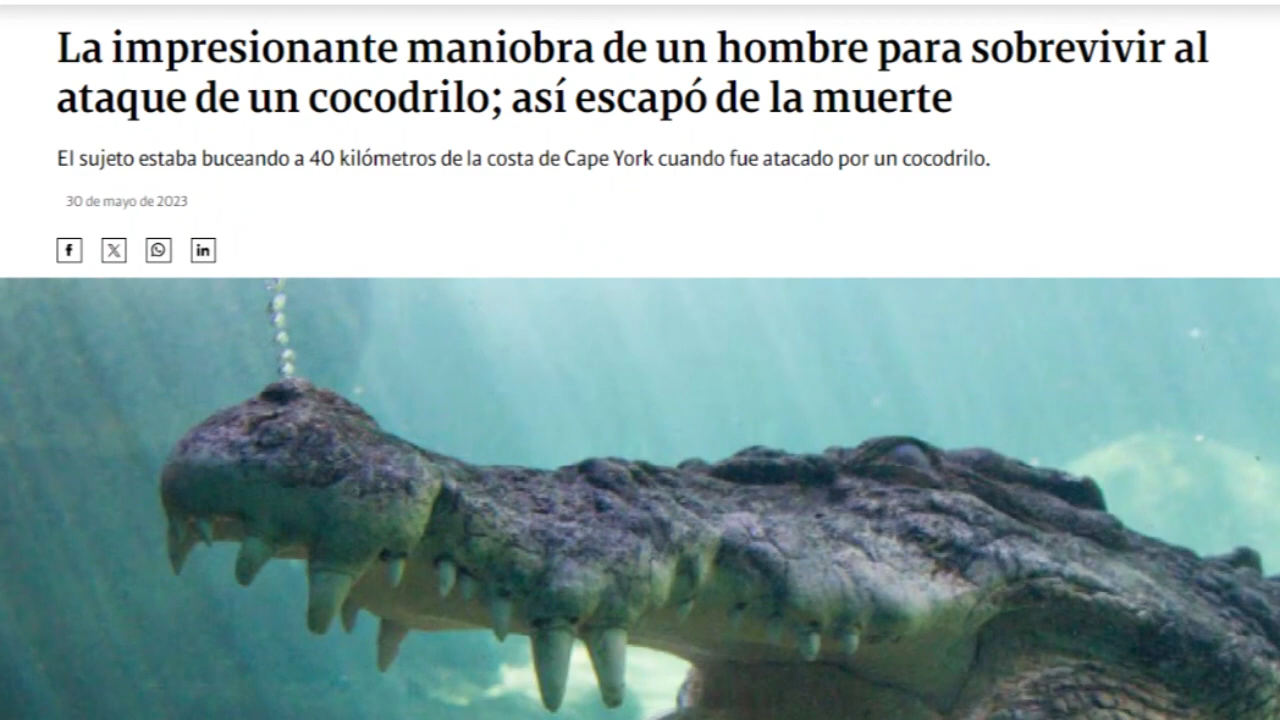 La impresionante maniobra de un hombre para sobrevivir al
ataque de un cocodrilo; así escapó de la muerte
El sujeto estaba buceando a 40 kilómetros de la costa de Cape York cuando fue atacado por un cocodrilo.
30 de mayo de 2023